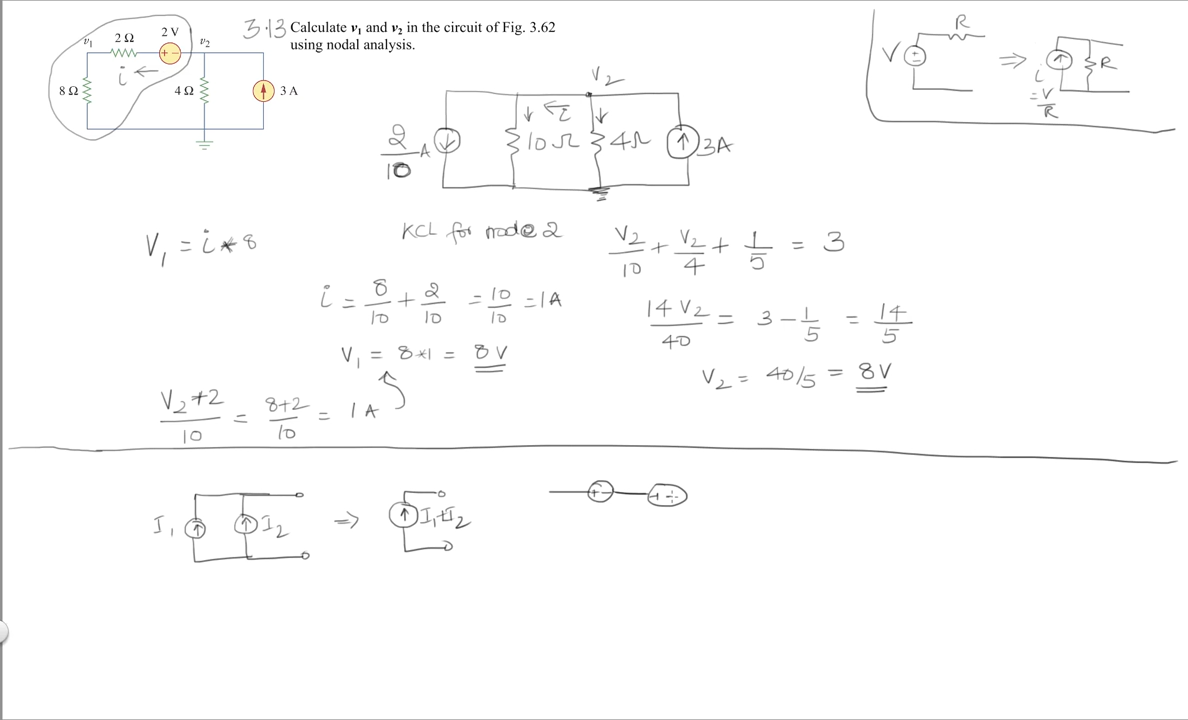 3.13 Calculate v₁ and v₂ in the circuit of Fig. 3.62
using nodal analysis.
v₁ 2 Ω 2 V v₂
+ −
i ←
8 Ω 4 Ω 3 A
V + − R ⇒ i = V/R R
V₂
2/10 A ↓ ← i 10Ω ↓ 4Ω ↑ 3A
V₁ = i * 8
KCL for node 2
V₂/10 + V₂/4 + 1/5 = 3
i = 8/10 + 2/10 = 10/10 = 1A
14 V₂/40 = 3 − 1/5 = 14/5
V₁ = 8*1 = 8V
V₂ = 40/5 = 8V
V₂+2/10 = 8+2/10 = 1A
I₁ I₂ ⇒ I₁+I₂
+ −